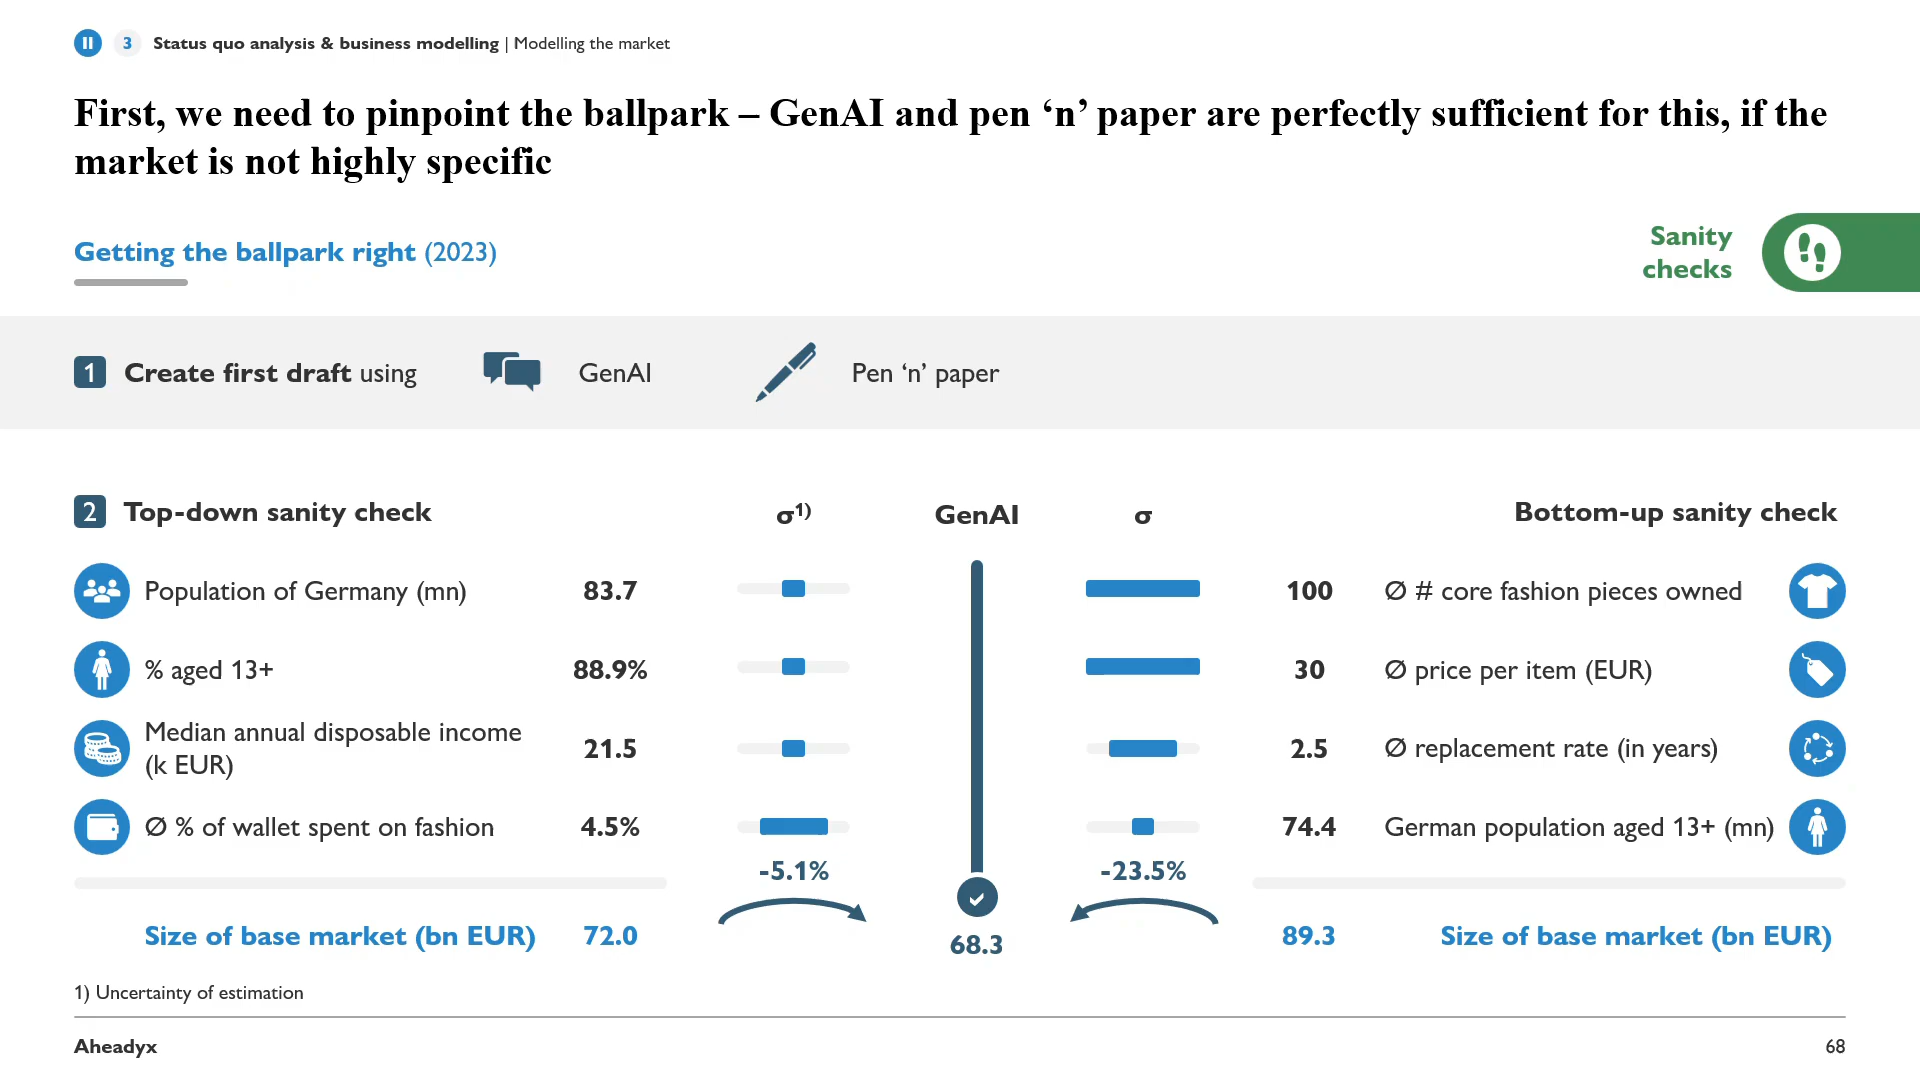 3 Status quo analysis & business modelling | Modelling the market
First, we need to pinpoint the ballpark – GenAI and pen ‘n’ paper are perfectly sufficient for this, if the
market is not highly specific
Getting the ballpark right (2023)
Sanity
checks
1 Create first draft using GenAI Pen ‘n’ paper
2 Top-down sanity check σ1) GenAI σ Bottom-up sanity check
Population of Germany (mn) 83.7 100 Ø # core fashion pieces owned
% aged 13+ 88.9% 30 Ø price per item (EUR)
Median annual disposable income
(k EUR) 21.5 2.5 Ø replacement rate (in years)
Ø % of wallet spent on fashion 4.5% 74.4 German population aged 13+ (mn)
-5.1% -23.5%
Size of base market (bn EUR) 72.0 68.3 89.3 Size of base market (bn EUR)
1) Uncertainty of estimation
Aheadyx 68